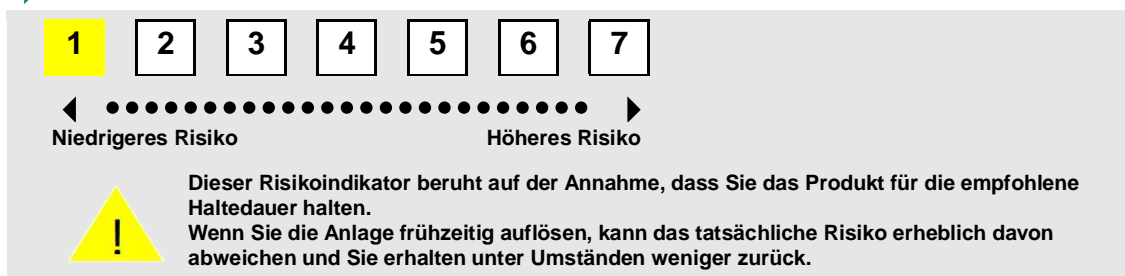 1 2 3 4 5 6 7
Niedrigeres Risiko Höheres Risiko
Dieser Risikoindikator beruht auf der Annahme, dass Sie das Produkt für die empfohlene
Haltedauer halten.
Wenn Sie die Anlage frühzeitig auflösen, kann das tatsächliche Risiko erheblich davon
abweichen und Sie erhalten unter Umständen weniger zurück.
!